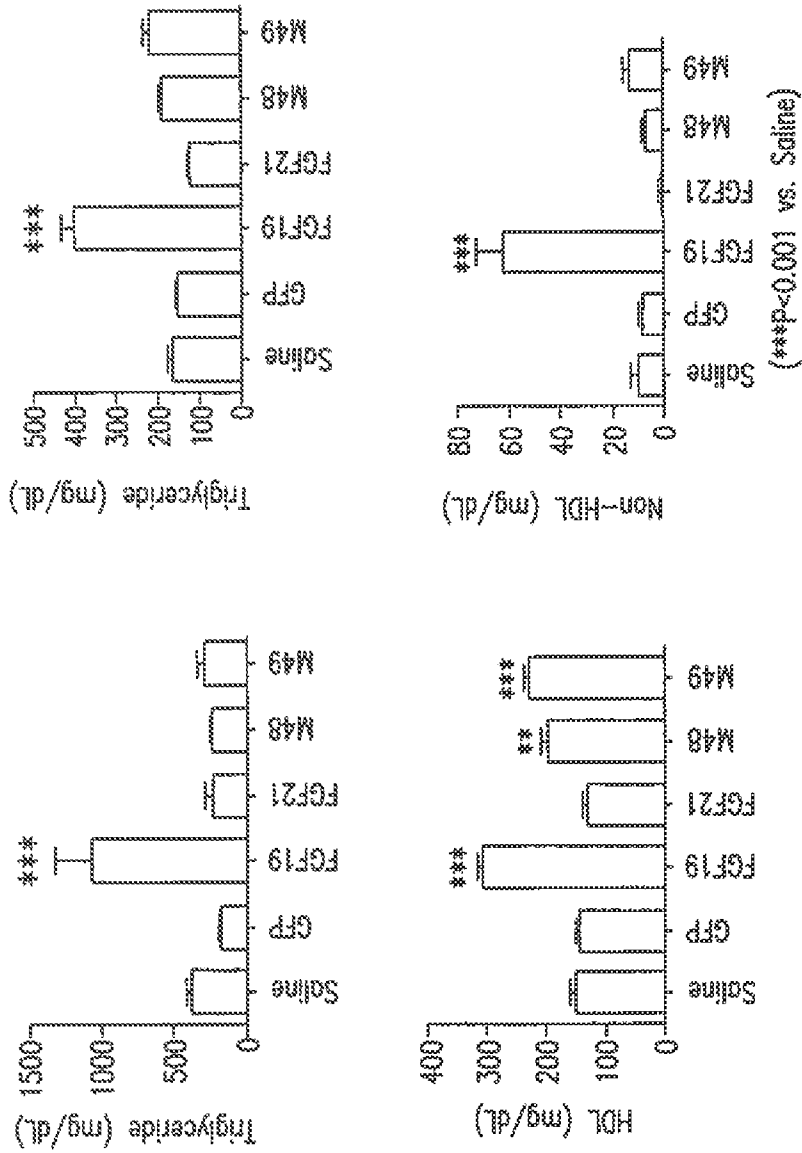 Triglyceride (mg/dL)
1500
1000
500
0
***
Saline
GFP
FGF19
FGF21
M48
M49
Triglyceride (mg/dL)
500
400
300
200
100
0
***
Saline
GFP
FGF19
FGF21
M48
M49
HDL (mg/dL)
400
300
200
100
0
***
**
***
Saline
GFP
FGF19
FGF21
M48
M49
Non-HDL (mg/dL)
80
60
40
20
0
***
Saline
GFP
FGF19
FGF21
M48
M49
(***P<0.001 vs. Saline)